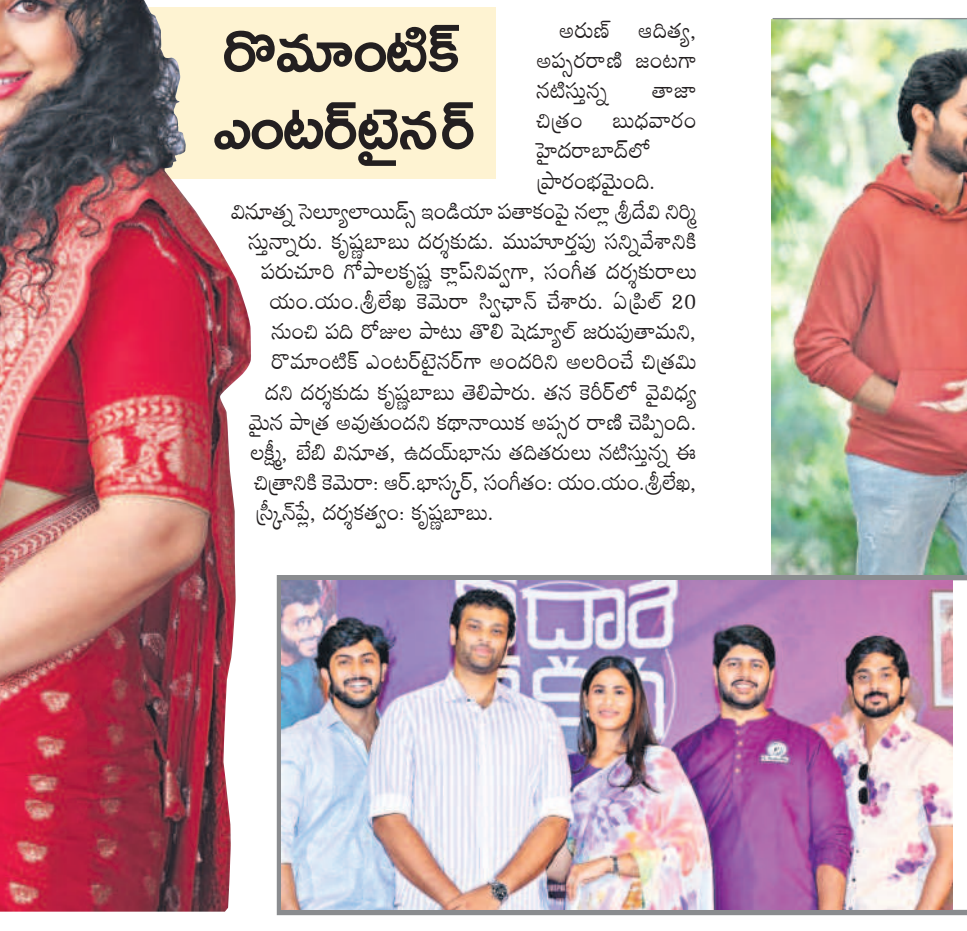 రొమాంటిక్
ఎంటర్‌టైనర్
అరుణ్ ఆదిత్య,
అప్సరరాణి జంటగా
నటిస్తున్న తాజా
చిత్రం బుధవారం
హైదరాబాద్‌లో
ప్రారంభమైంది.
వినూత్న సెల్యూలాయిడ్స్ ఇండియా పతాకంపై నల్లా శ్రీదేవి నిర్మి
స్తున్నారు. కృష్ణబాబు దర్శకుడు. ముహూర్తపు సన్నివేశానికి
పరుచూరి గోపాలకృష్ణ క్లాప్‌నివ్వగా, సంగీత దర్శకురాలు
యం.యం.శ్రీలేఖ కెమెరా స్విఛాన్ చేశారు. ఏప్రిల్ 20
నుంచి పది రోజుల పాటు తొలి షెడ్యూల్ జరుపుతామని,
రొమాంటిక్ ఎంటర్‌టైనర్‌గా అందరిని అలరించే చిత్రమి
దని దర్శకుడు కృష్ణబాబు తెలిపారు. తన కెరీర్‌లో వైవిధ్య
మైన పాత్ర అవుతుందని కథానాయిక అప్సర రాణి చెప్పింది.
లక్ష్మీ, బేబి వినూత, ఉదయ్‌భాను తదితరులు నటిస్తున్న ఈ
చిత్రానికి కెమెరా: ఆర్.భాస్కర్, సంగీతం: యం.యం.శ్రీలేఖ,
స్క్రీన్‌ప్లే, దర్శకత్వం: కృష్ణబాబు.